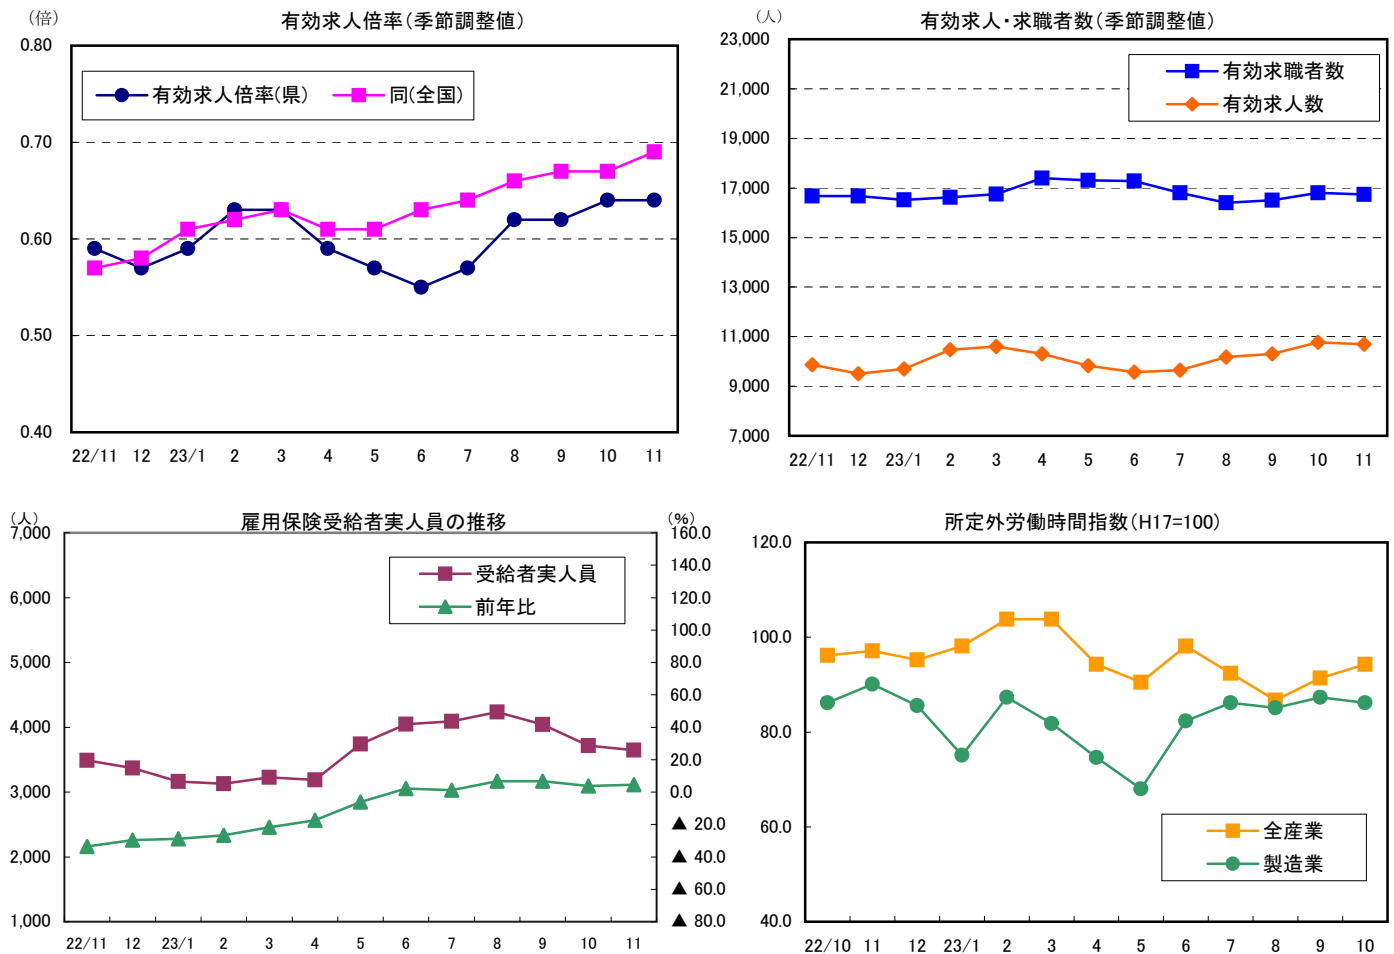 (倍)
有効求人倍率(季節調整値)
0.80
0.70
0.60
0.50
0.40
有効求人倍率(県)
同(全国)
22/11 12 23/1 2 3 4 5 6 7 8 9 10 11
(人)
有効求人・求職者数(季節調整値)
23,000
21,000
19,000
17,000
15,000
13,000
11,000
9,000
7,000
有効求職者数
有効求人数
22/11 12 23/1 2 3 4 5 6 7 8 9 10 11
(人)
雇用保険受給者実人員の推移
(%)
7,000
6,000
5,000
4,000
3,000
2,000
1,000
受給者実人員
前年比
160.0
140.0
120.0
100.0
80.0
60.0
40.0
20.0
0.0
▲ 20.0
▲ 40.0
▲ 60.0
▲ 80.0
22/11 12 23/1 2 3 4 5 6 7 8 9 10 11
所定外労働時間指数(H17=100)
120.0
100.0
80.0
60.0
40.0
全産業
製造業
22/10 11 12 23/1 2 3 4 5 6 7 8 9 10